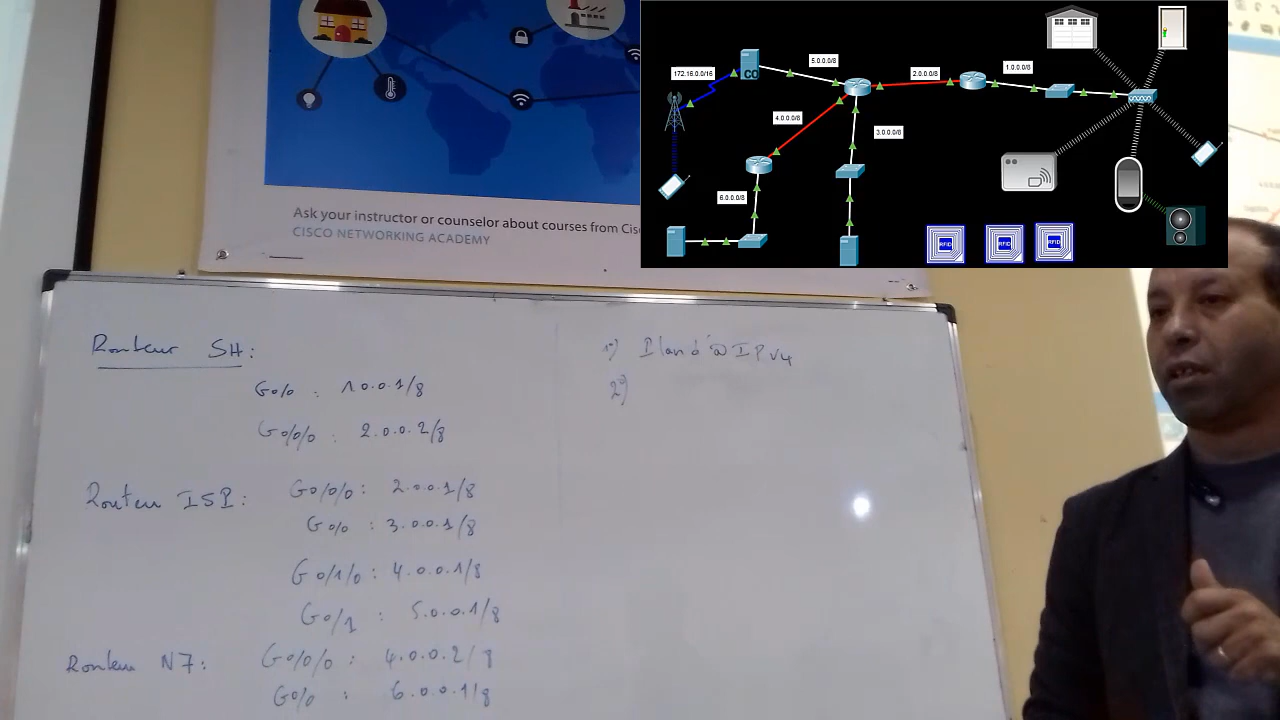 Ask your instructor or counselor about courses from Cis
CISCO NETWORKING ACADEMY
172.16.0.0/16
CO
5.0.0.0/8
2.0.0.0/8
1.0.0.0/8
4.0.0.0/8
3.0.0.0/8
6.0.0.0/8
RFID
RFID
RFID
Routeur SH:
G0/0 : 1.0.0.1/8
G0/0/0 : 2.0.0.2/8
Routeur ISP:
G0/0/0 : 2.0.0.1/8
G0/0 : 3.0.0.1/8
G0/1/0 : 4.0.0.1/8
G0/1 : 5.0.0.1/8
Routeur N7:
G0/0/0 : 4.0.0.2/8
G0/0 : 6.0.0.1/8
1°) Plan d'@ IPv4
2°)